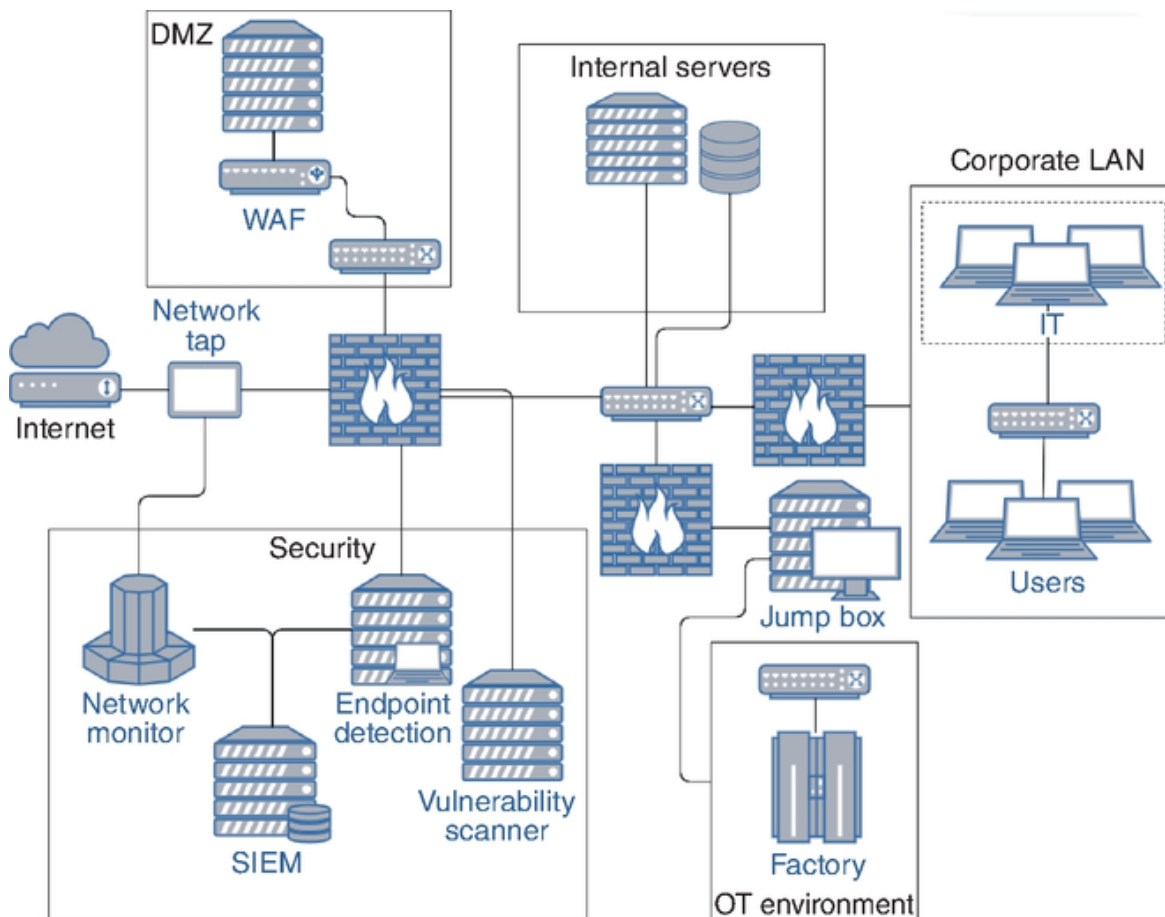 DMZ
WAF
Internal servers
Corporate LAN
IT
Users
Network
tap
Internet
Security
Network
monitor
Endpoint
detection
SIEM
Vulnerability
scanner
Jump box
Factory
OT environment